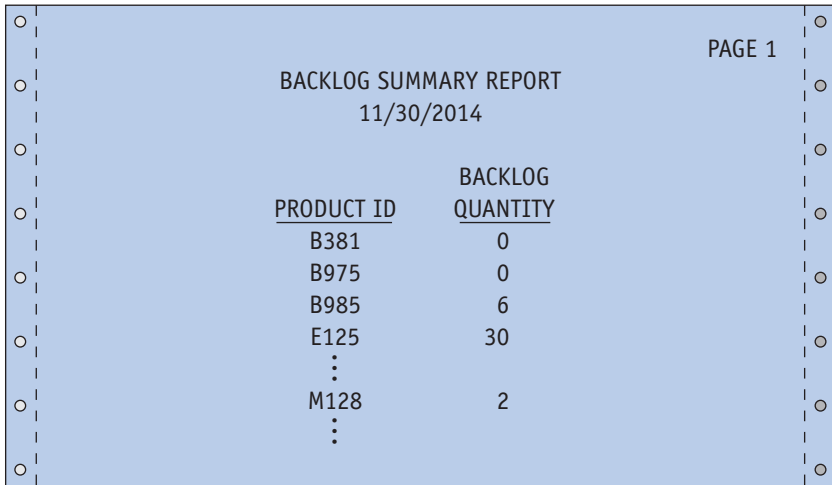 PAGE 1
BACKLOG SUMMARY REPORT
11/30/2014
BACKLOG
PRODUCT ID QUANTITY
B381 0
B975 0
B985 6
E125 30
⋮
M128 2
⋮